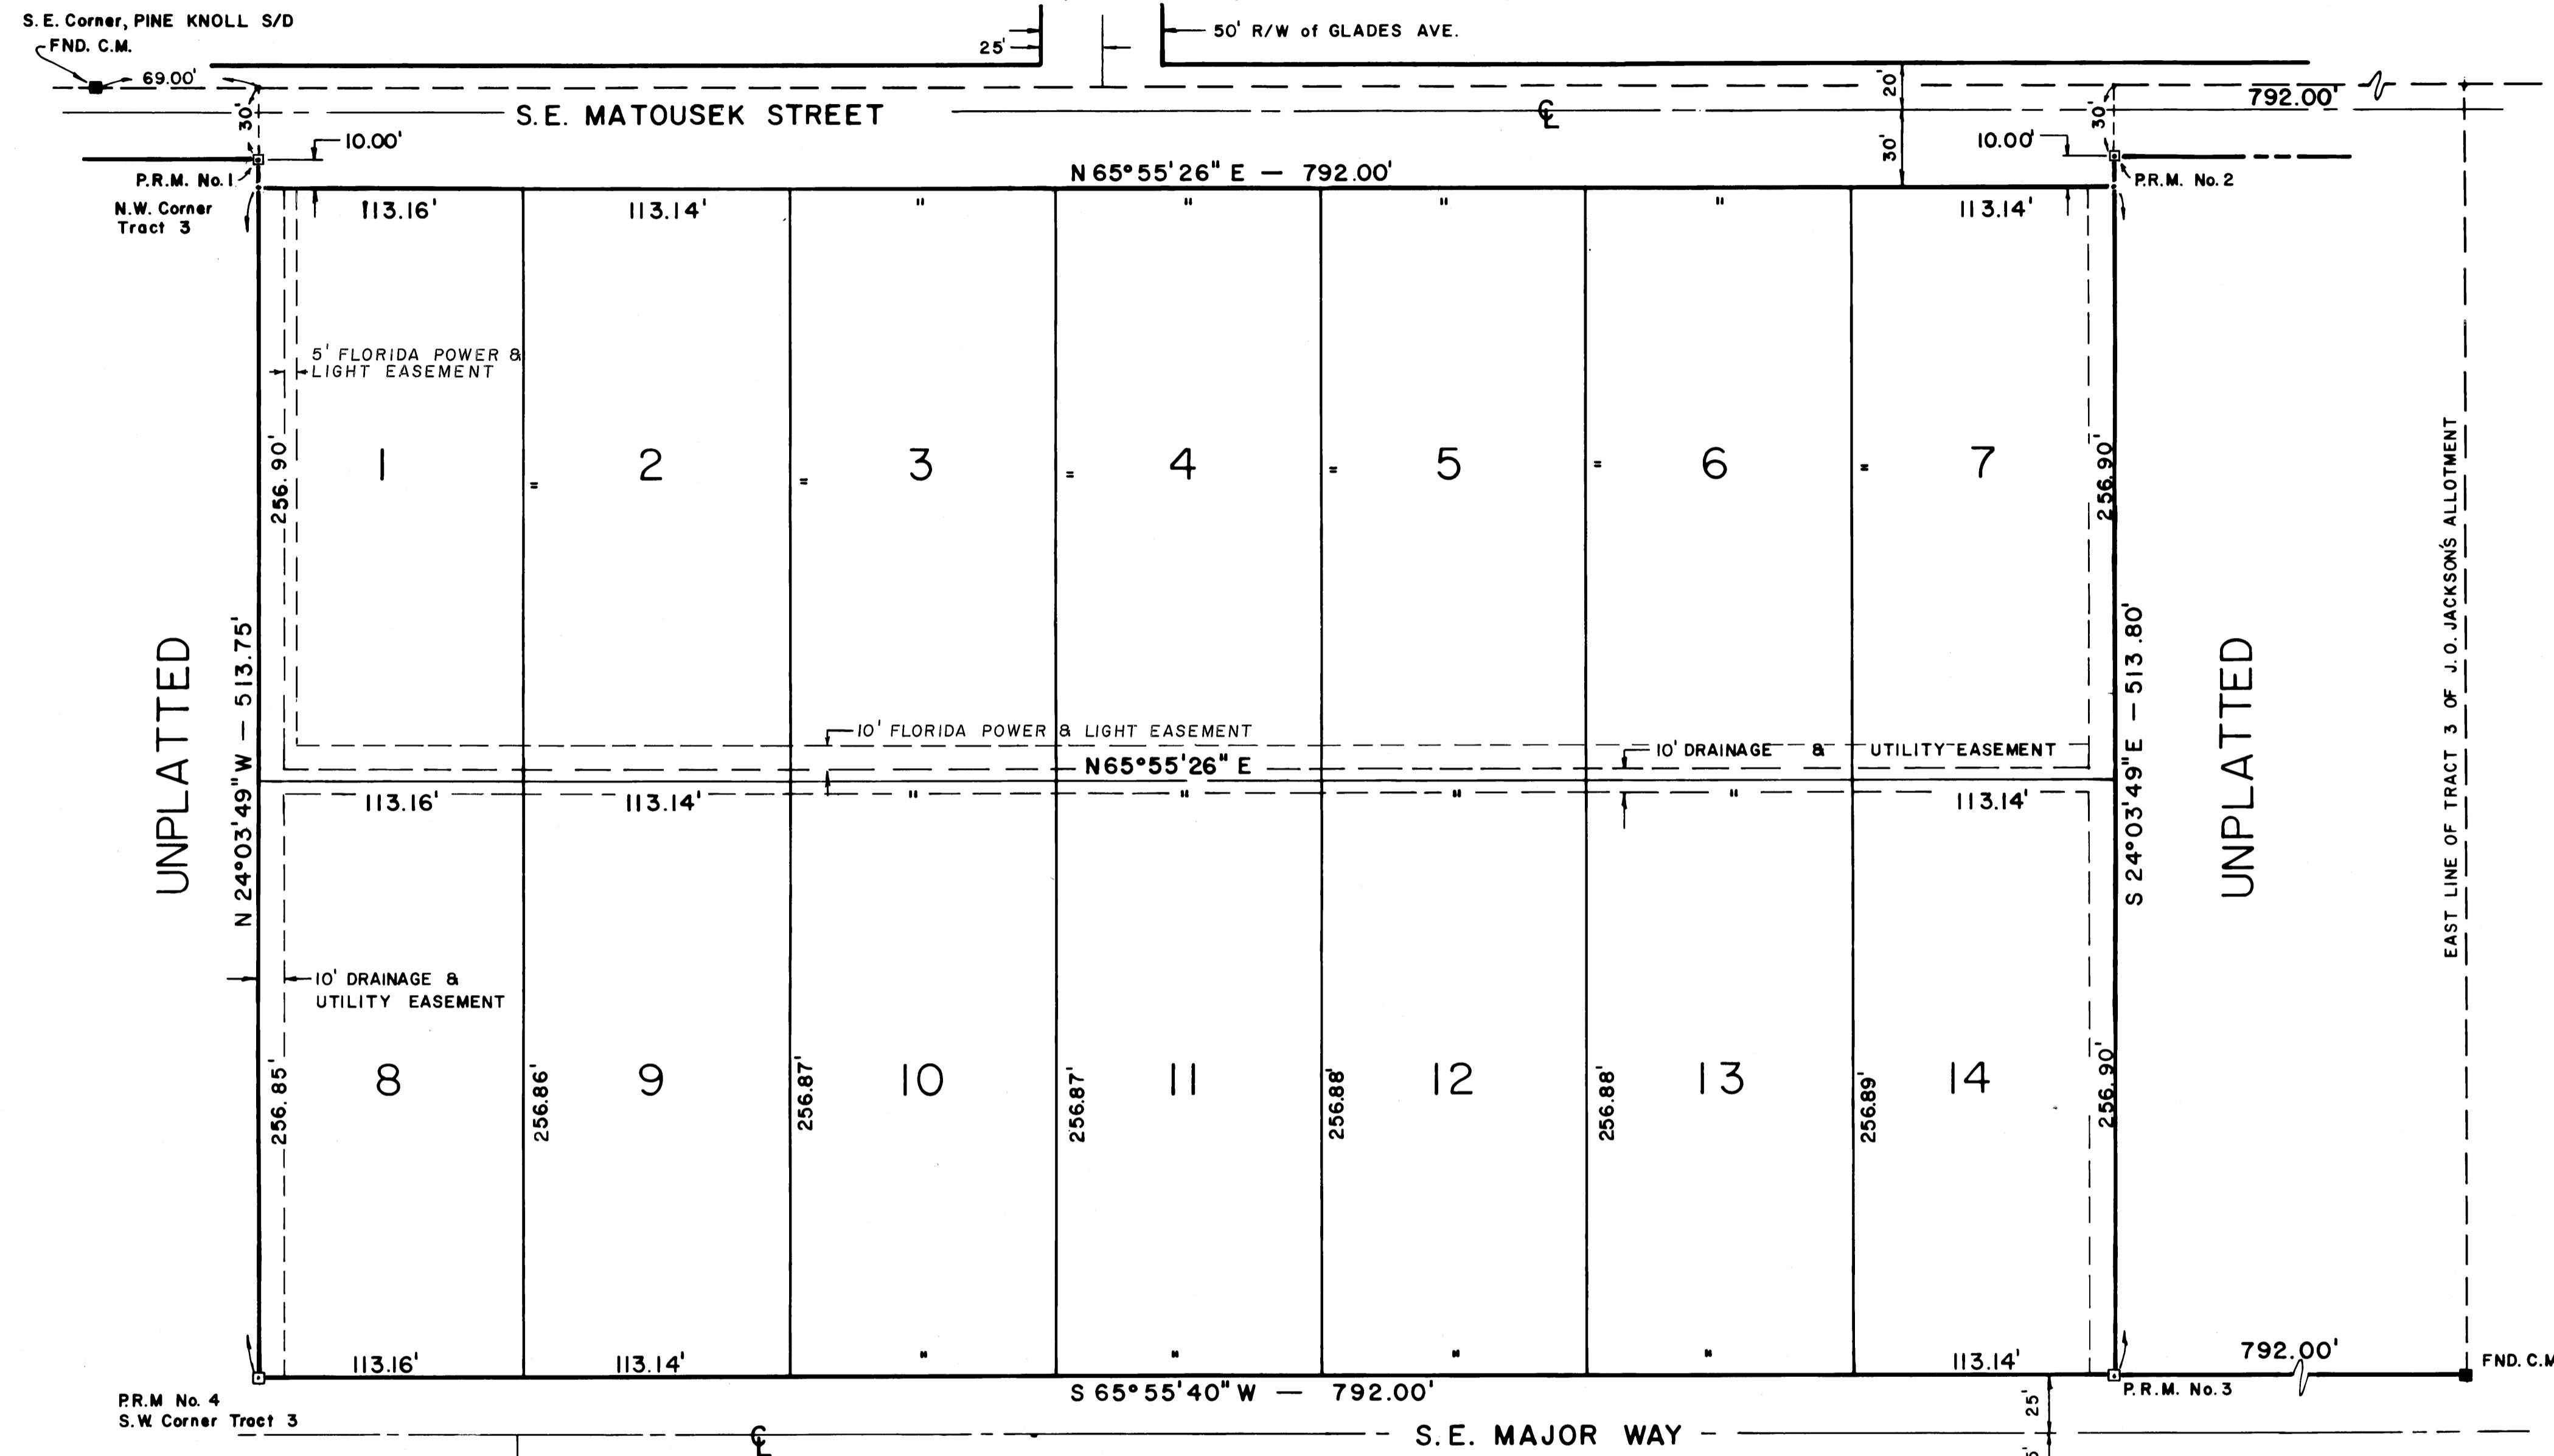 S.E. Corner, PINE KNOLL S/D
FND. C.M.
69.00'
30'
25'
50' R/W of GLADES AVE.
20'
30'
792.00'
S.E. MATOUSEK STREET
℄
10.00'
30'
10.00'
P.R.M. No. 1
P.R.M. No. 2
N 65°55'26" E — 792.00'
N.W. Corner
Tract 3
113.16'
113.14'
"
"
"
"
113.14'
5' FLORIDA POWER &
LIGHT EASEMENT
256.90'
1
=
2
=
3
=
4
=
5
=
6
=
7
256.90'
EAST LINE OF TRACT 3 OF J.O. JACKSON'S ALLOTMENT
UNPLATTED
N 24°03'49" W — 513.75'
S 24°03'49" E — 513.80'
UNPLATTED
10' FLORIDA POWER & LIGHT EASEMENT
10' DRAINAGE & UTILITY EASEMENT
N65°55'26" E
113.16'
113.14'
"
"
"
"
113.14'
10' DRAINAGE &
UTILITY EASEMENT
256.85'
8
256.86'
9
256.87'
10
256.87'
11
256.88'
12
256.88'
13
256.89'
14
256.90'
113.16'
113.14'
"
"
"
"
113.14'
792.00'
FND. C.M
P.R.M No. 4
S.W. Corner Tract 3
S 65°55'40" W — 792.00'
P.R.M. No. 3
25'
℄
S.E. MAJOR WAY